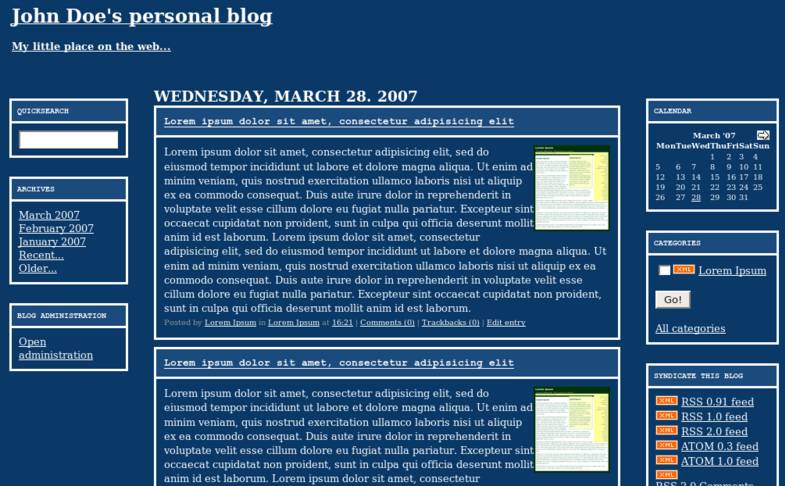 John Doe's personal blog
My little place on the web...
QUICKSEARCH
ARCHIVES
March 2007
February 2007
January 2007
Recent...
Older...
BLOG ADMINISTRATION
Open
administration
WEDNESDAY, MARCH 28. 2007
Lorem ipsum dolor sit amet, consectetur adipisicing elit
Lorem ipsum dolor sit amet, consectetur adipisicing elit, sed do
eiusmod tempor incididunt ut labore et dolore magna aliqua. Ut enim ad
minim veniam, quis nostrud exercitation ullamco laboris nisi ut aliquip
ex ea commodo consequat. Duis aute irure dolor in reprehenderit in
voluptate velit esse cillum dolore eu fugiat nulla pariatur. Excepteur sint
occaecat cupidatat non proident, sunt in culpa qui officia deserunt mollit
anim id est laborum. Lorem ipsum dolor sit amet, consectetur
adipisicing elit, sed do eiusmod tempor incididunt ut labore et dolore magna aliqua. Ut
enim ad minim veniam, quis nostrud exercitation ullamco laboris nisi ut aliquip ex ea
commodo consequat. Duis aute irure dolor in reprehenderit in voluptate velit esse
cillum dolore eu fugiat nulla pariatur. Excepteur sint occaecat cupidatat non proident,
sunt in culpa qui officia deserunt mollit anim id est laborum.
Posted by Lorem Ipsum in Lorem Ipsum at 16:21 | Comments (0) | Trackbacks (0) | Edit entry
Lorem ipsum dolor sit amet, consectetur adipisicing elit
Lorem ipsum dolor sit amet, consectetur adipisicing elit, sed do
eiusmod tempor incididunt ut labore et dolore magna aliqua. Ut enim ad
minim veniam, quis nostrud exercitation ullamco laboris nisi ut aliquip
ex ea commodo consequat. Duis aute irure dolor in reprehenderit in
voluptate velit esse cillum dolore eu fugiat nulla pariatur. Excepteur sint
occaecat cupidatat non proident, sunt in culpa qui officia deserunt mollit
anim id est laborum. Lorem ipsum dolor sit amet, consectetur
CALENDAR
March '07
Mon Tue Wed Thu Fri Sat Sun
1 2 3 4
5 6 7 8 9 10 11
12 13 14 15 16 17 18
19 20 21 22 23 24 25
26 27 28 29 30 31
CATEGORIES
XML Lorem Ipsum
Go!
All categories
SYNDICATE THIS BLOG
XML RSS 0.91 feed
XML RSS 1.0 feed
XML RSS 2.0 feed
XML ATOM 0.3 feed
XML ATOM 1.0 feed
XML
RSS 2.0 Comments